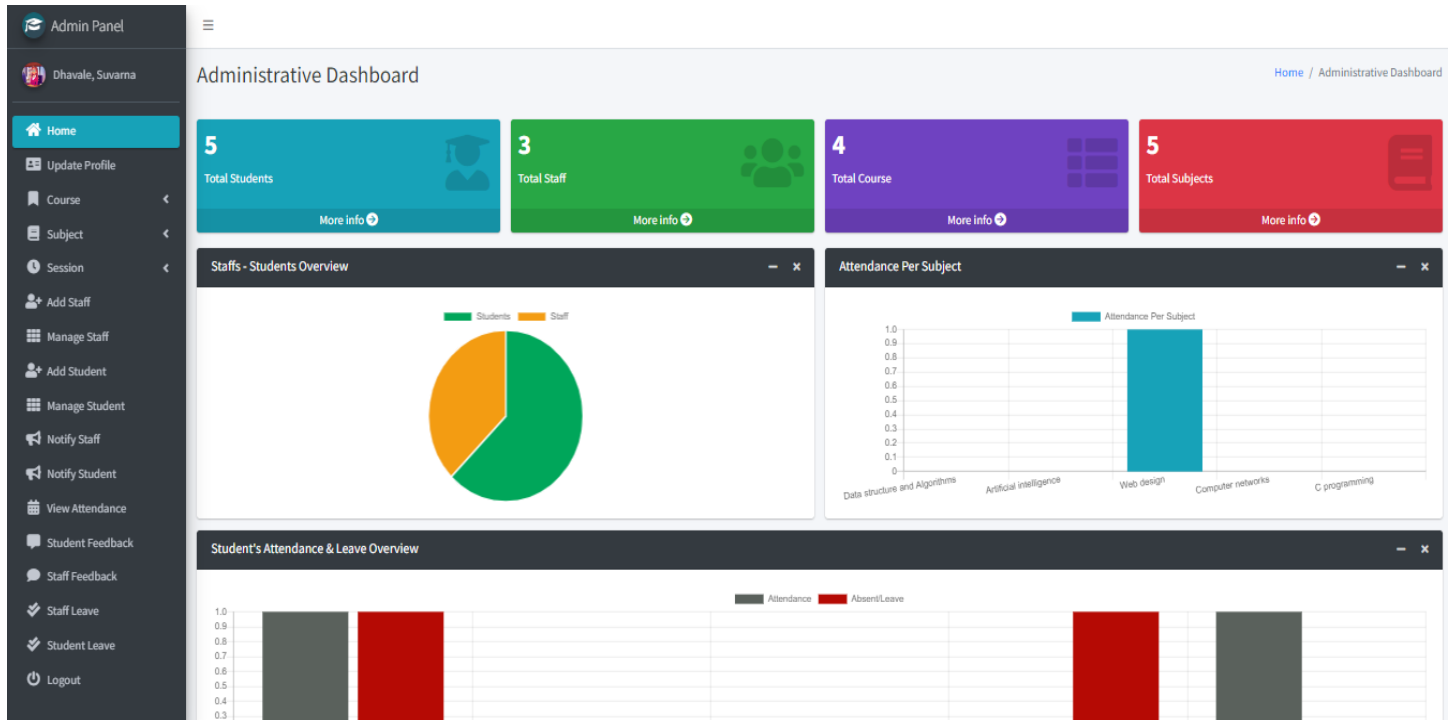 Admin Panel
Dhavale, Suvarna
Home
Update Profile
Course
Subject
Session
Add Staff
Manage Staff
Add Student
Manage Student
Notify Staff
Notify Student
View Attendance
Student Feedback
Staff Feedback
Staff Leave
Student Leave
Logout
Administrative Dashboard
Home / Administrative Dashboard
5
Total Students
More info
3
Total Staff
More info
4
Total Course
More info
5
Total Subjects
More info
Staffs - Students Overview
Students Staff
Attendance Per Subject
Attendance Per Subject
1.0
0.9
0.8
0.7
0.6
0.5
0.4
0.3
0.2
0.1
0
Data structure and Algorithms
Artificial intelligence
Web design
Computer networks
C programming
Student's Attendance & Leave Overview
Attendance Absent/Leave
1.0
0.9
0.8
0.7
0.6
0.5
0.4
0.3